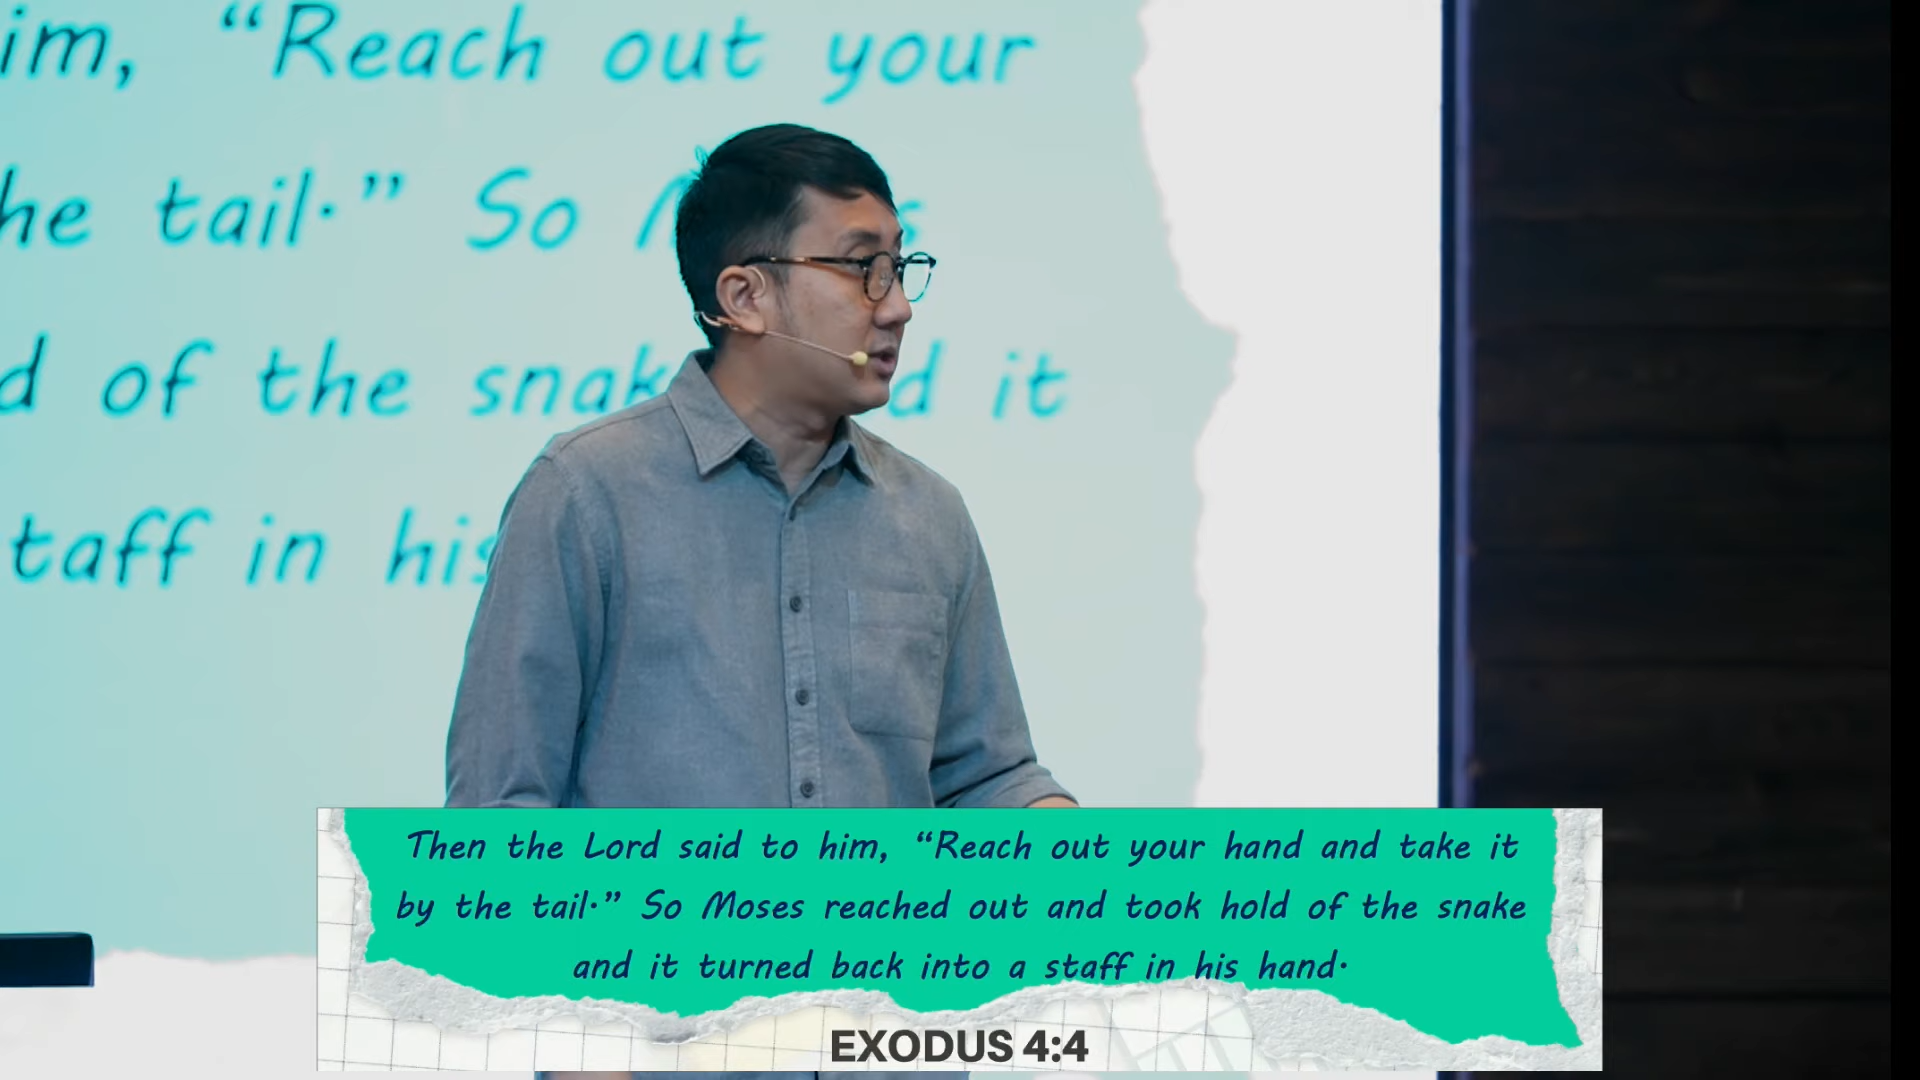 im, “Reach out your
he tail.” So M s
d of the snak d it
taff in his
Then the Lord said to him, “Reach out your hand and take it
by the tail.” So Moses reached out and took hold of the snake
and it turned back into a staff in his hand.
EXODUS 4:4